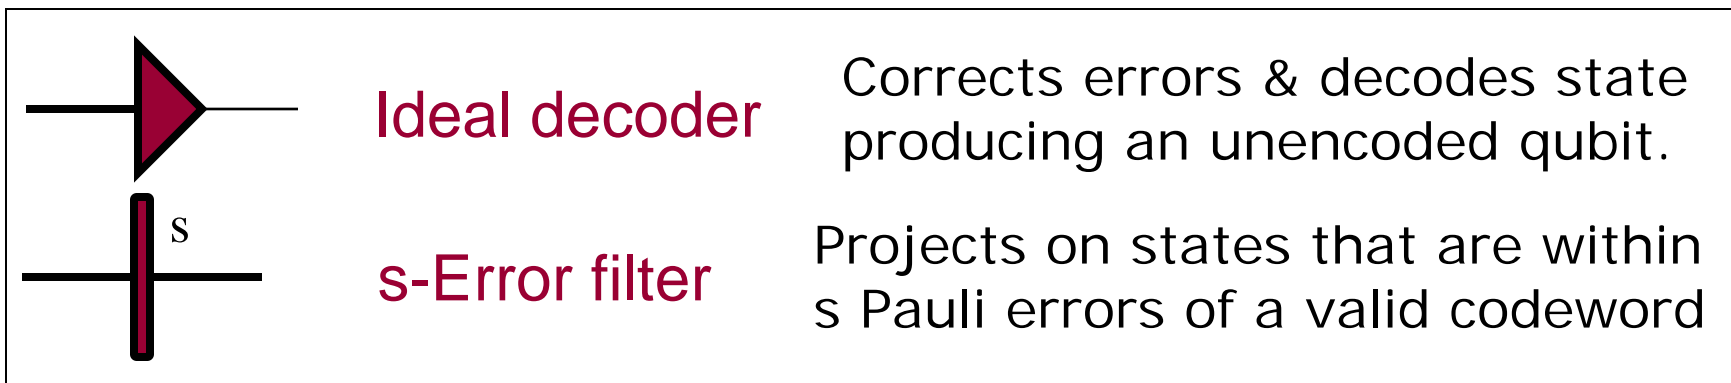 Ideal decoder
Corrects errors & decodes state
producing an unencoded qubit.
s
s-Error filter
Projects on states that are within
s Pauli errors of a valid codeword